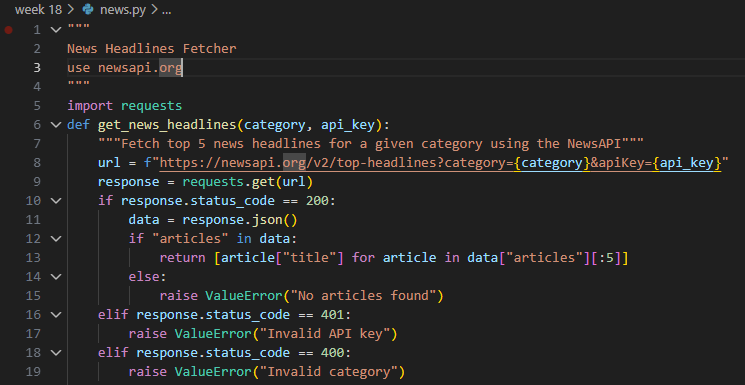 week 18 > news.py > ...
1 """
2 News Headlines Fetcher
3 use newsapi.org
4 """
5 import requests
6 def get_news_headlines(category, api_key):
7 """Fetch top 5 news headlines for a given category using the NewsAPI"""
8 url = f"https://newsapi.org/v2/top-headlines?category={category}&apiKey={api_key}"
9 response = requests.get(url)
10 if response.status_code == 200:
11 data = response.json()
12 if "articles" in data:
13 return [article["title"] for article in data["articles"][:5]]
14 else:
15 raise ValueError("No articles found")
16 elif response.status_code == 401:
17 raise ValueError("Invalid API key")
18 elif response.status_code == 400:
19 raise ValueError("Invalid category")